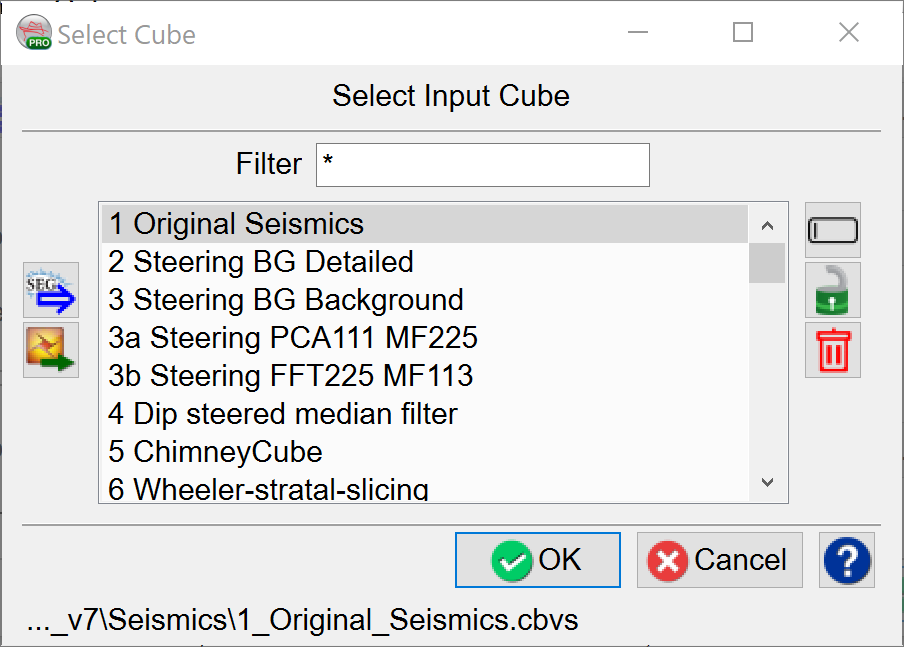 PRO
Select Cube
Select Input Cube
Filter *
1 Original Seismics
2 Steering BG Detailed
3 Steering BG Background
3a Steering PCA111 MF225
3b Steering FFT225 MF113
4 Dip steered median filter
5 ChimneyCube
6 Wheeler-stratal-slicing
SEG
OK
Cancel
?
..._v7\Seismics\1_Original_Seismics.cbvs